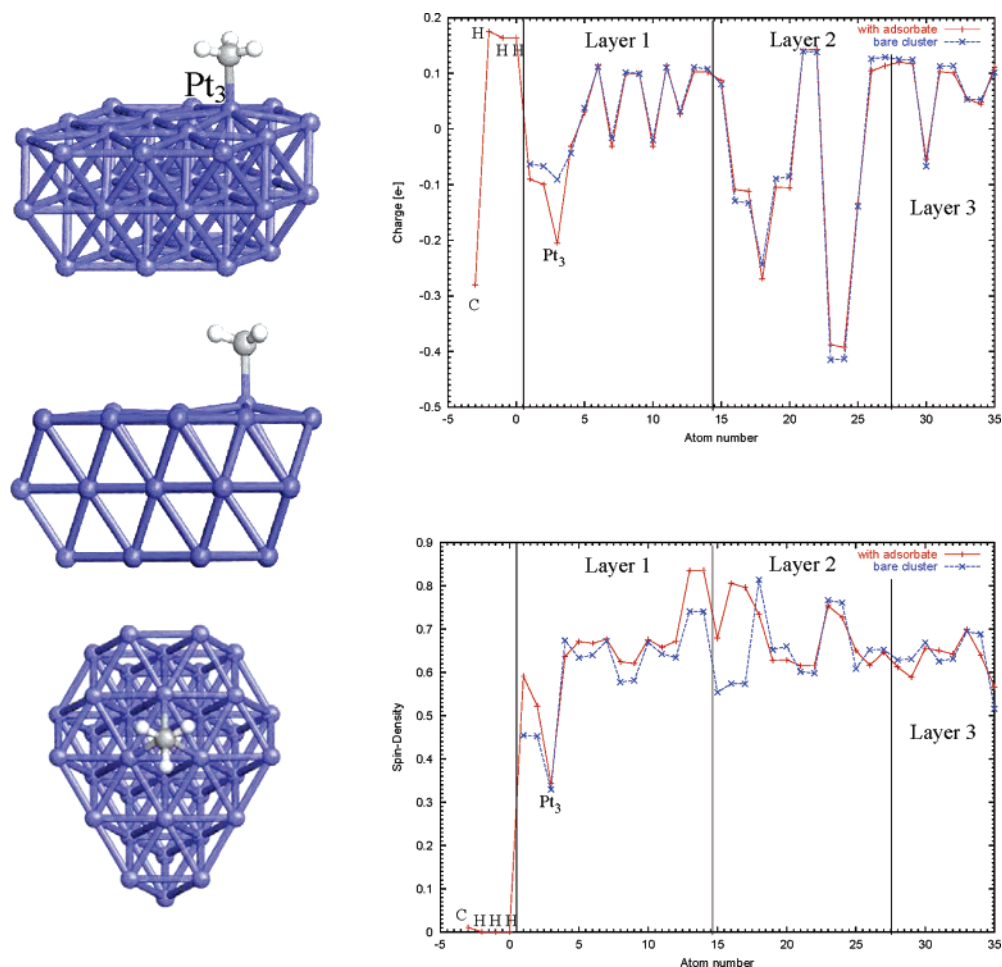 Pt3
0.2
0.1
0
-0.1
-0.2
-0.3
-0.4
-0.5
Charge [e-]
-5 0 5 10 15 20 25 30 35
Atom number
H
H H
C
Pt3
Layer 1
Layer 2
Layer 3
with adsorbate
bare cluster
0.9
0.8
0.7
0.6
0.5
0.4
0.3
0.2
0.1
0
Spin-Density
-5 0 5 10 15 20 25 30 35
Atom number
C H H H
Pt3
Layer 1
Layer 2
Layer 3
with adsorbate
bare cluster